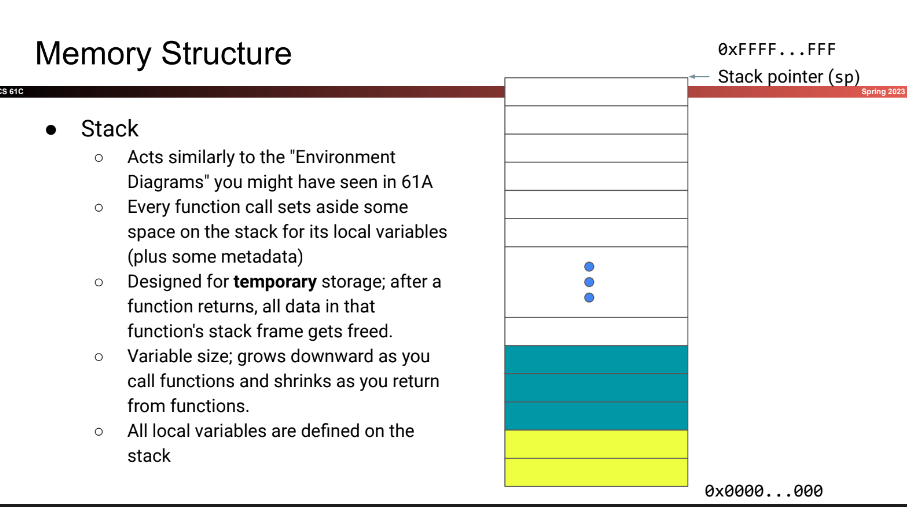 Memory Structure
0xFFFF...FFF
Stack pointer (sp)
CS 61C
Spring 2023
● Stack
○ Acts similarly to the "Environment
Diagrams" you might have seen in 61A
○ Every function call sets aside some
space on the stack for its local variables
(plus some metadata)
○ Designed for temporary storage; after a
function returns, all data in that
function's stack frame gets freed.
○ Variable size; grows downward as you
call functions and shrinks as you return
from functions.
○ All local variables are defined on the
stack
0x0000...000